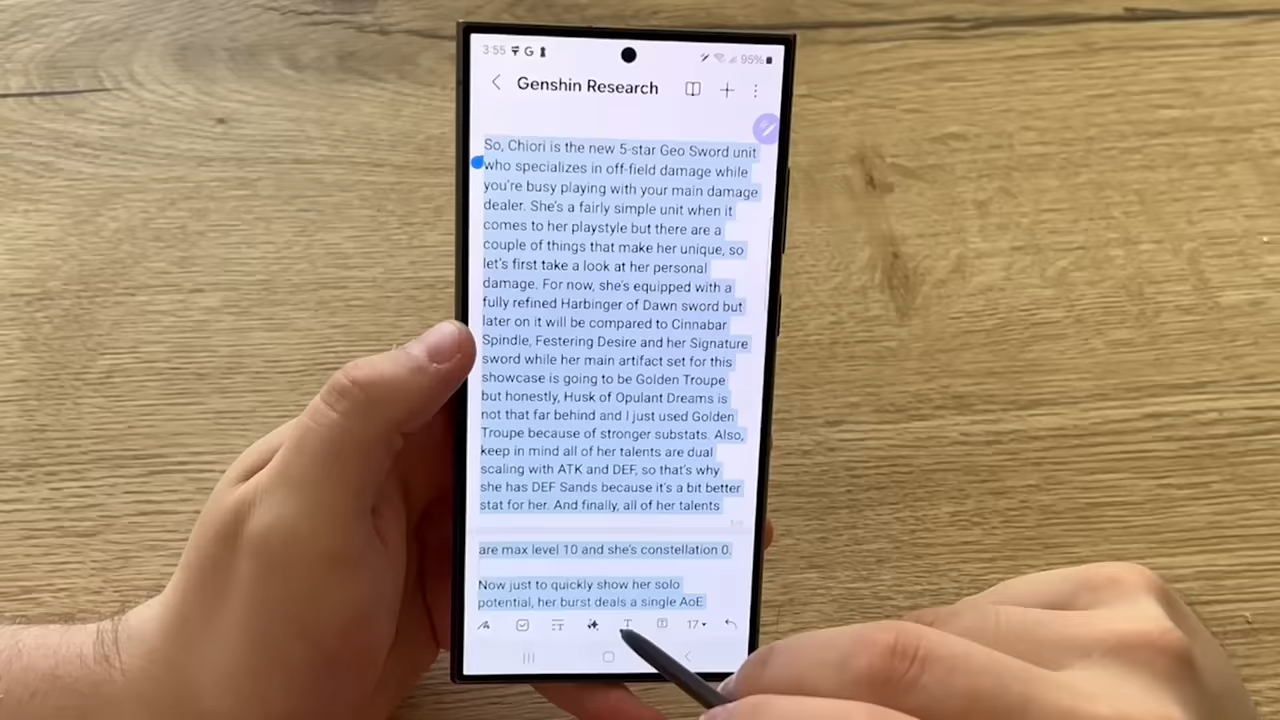 3:55 G 95%
Genshin Research
So, Chiori is the new 5-star Geo Sword unit
who specializes in off-field damage while
you're busy playing with your main damage
dealer. She's a fairly simple unit when it
comes to her playstyle but there are a
couple of things that make her unique, so
let's first take a look at her personal
damage. For now, she's equipped with a
fully refined Harbinger of Dawn sword but
later on it will be compared to Cinnabar
Spindle, Festering Desire and her Signature
sword while her main artifact set for this
showcase is going to be Golden Troupe
but honestly, Husk of Opulant Dreams is
not that far behind and I just used Golden
Troupe because of stronger substats. Also,
keep in mind all of her talents are dual
scaling with ATK and DEF, so that's why
she has DEF Sands because it's a bit better
stat for her. And finally, all of her talents
are max level 10 and she's constellation 0.
Now just to quickly show her solo
potential, her burst deals a single AoE
17